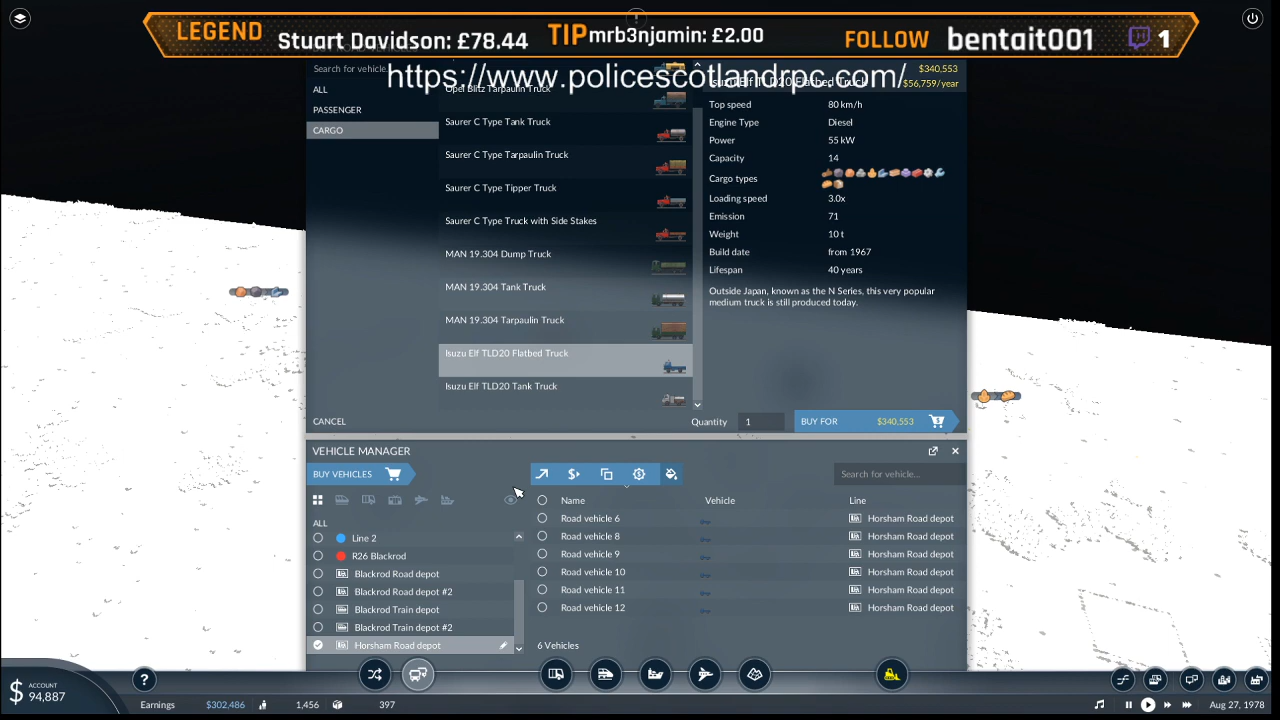 LEGEND Stuart Davidson: £78.44 TIP mrb3njamin: £2.00 FOLLOW bentait001 1
https://www.policescotlandrpc.com/
Search for vehicle.
ALL
PASSENGER
CARGO
Opel Blitz Tarpaulin Truck
Saurer C Type Tank Truck
Saurer C Type Tarpaulin Truck
Saurer C Type Tipper Truck
Saurer C Type Truck with Side Stakes
MAN 19.304 Dump Truck
MAN 19.304 Tank Truck
MAN 19.304 Tarpaulin Truck
Isuzu Elf TLD20 Flatbed Truck
Isuzu Elf TLD20 Tank Truck
$340,553
Isuzu Elf TLD20 Flatbed Truck $56,759/year
Top speed 80 km/h
Engine Type Diesel
Power 55 kW
Capacity 14
Cargo types
Loading speed 3.0x
Emission 71
Weight 10 t
Build date from 1967
Lifespan 40 years
Outside Japan, known as the N Series, this very popular
medium truck is still produced today.
CANCEL Quantity 1 BUY FOR $340,553
VEHICLE MANAGER
BUY VEHICLES Search for vehicle...
ALL
Line 2
R26 Blackrod
Blackrod Road depot
Blackrod Road depot #2
Blackrod Train depot
Blackrod Train depot #2
Horsham Road depot
Name Vehicle Line
Road vehicle 6 Horsham Road depot
Road vehicle 8 Horsham Road depot
Road vehicle 9 Horsham Road depot
Road vehicle 10 Horsham Road depot
Road vehicle 11 Horsham Road depot
Road vehicle 12 Horsham Road depot
6 Vehicles
$ ACCOUNT
94,887
?
Earnings $302,486 1,456 397 Aug 27, 1978